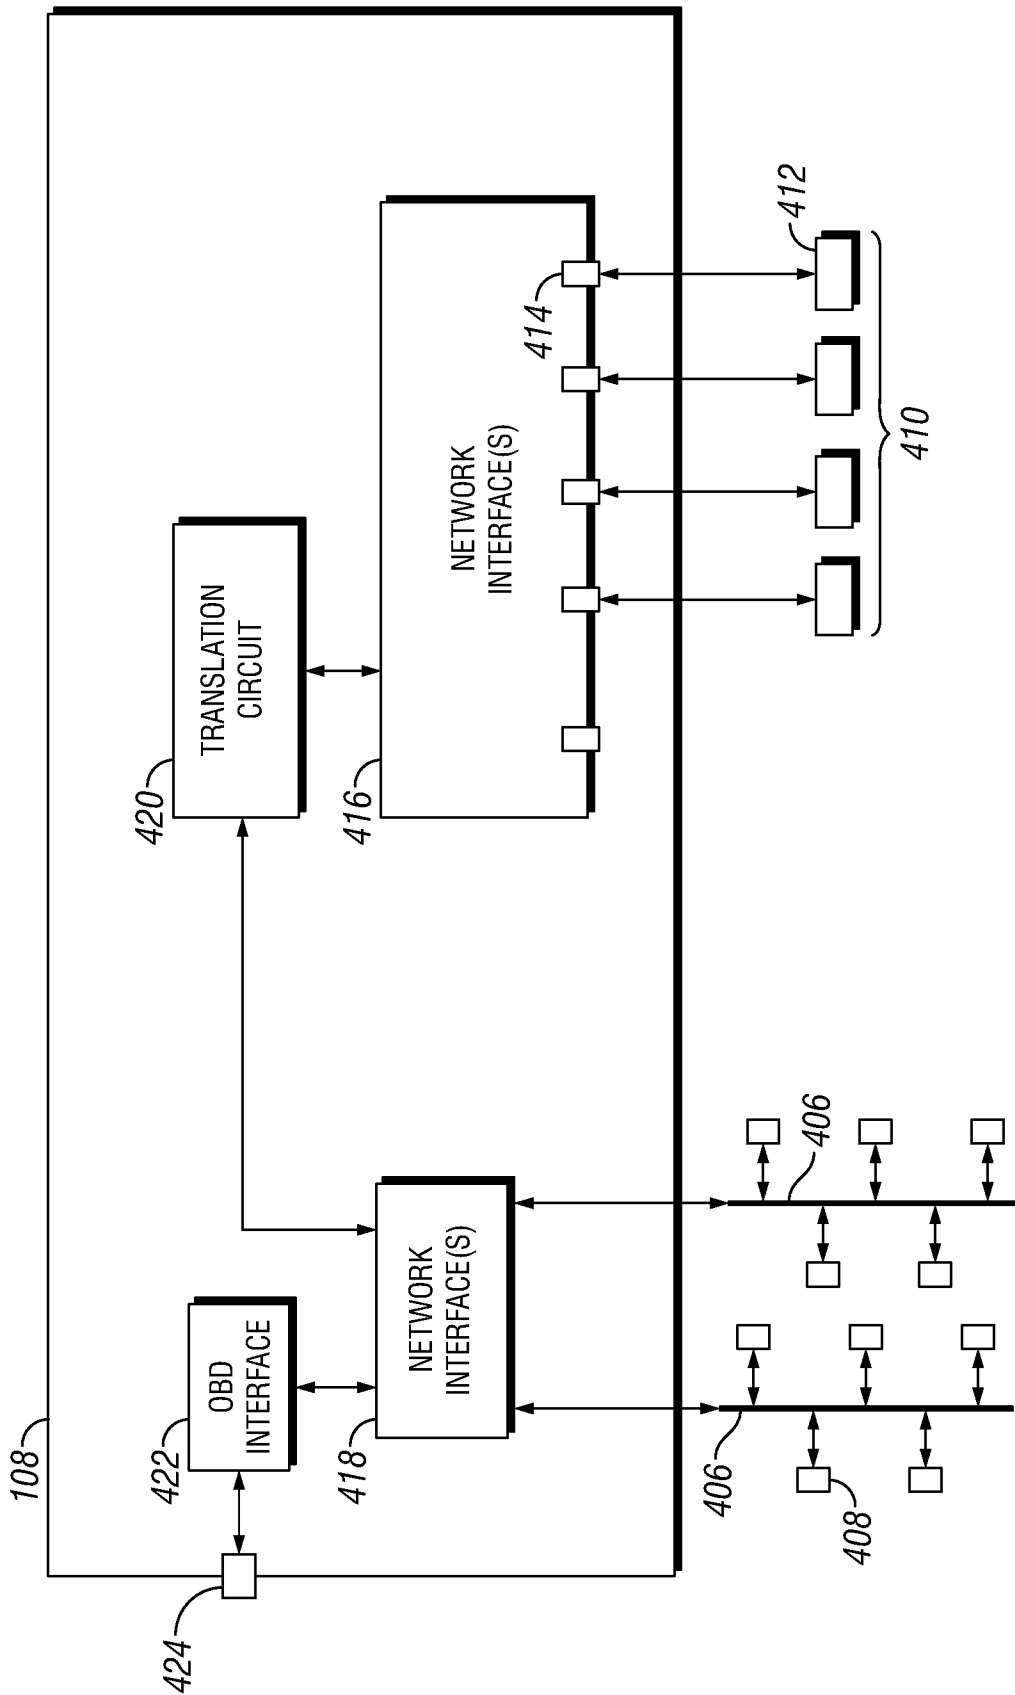 108
424
422
OBD
INTERFACE
418
NETWORK
INTERFACE(S)
420
TRANSLATION
CIRCUIT
416
NETWORK
INTERFACE(S)
414
412
410
406
408
406